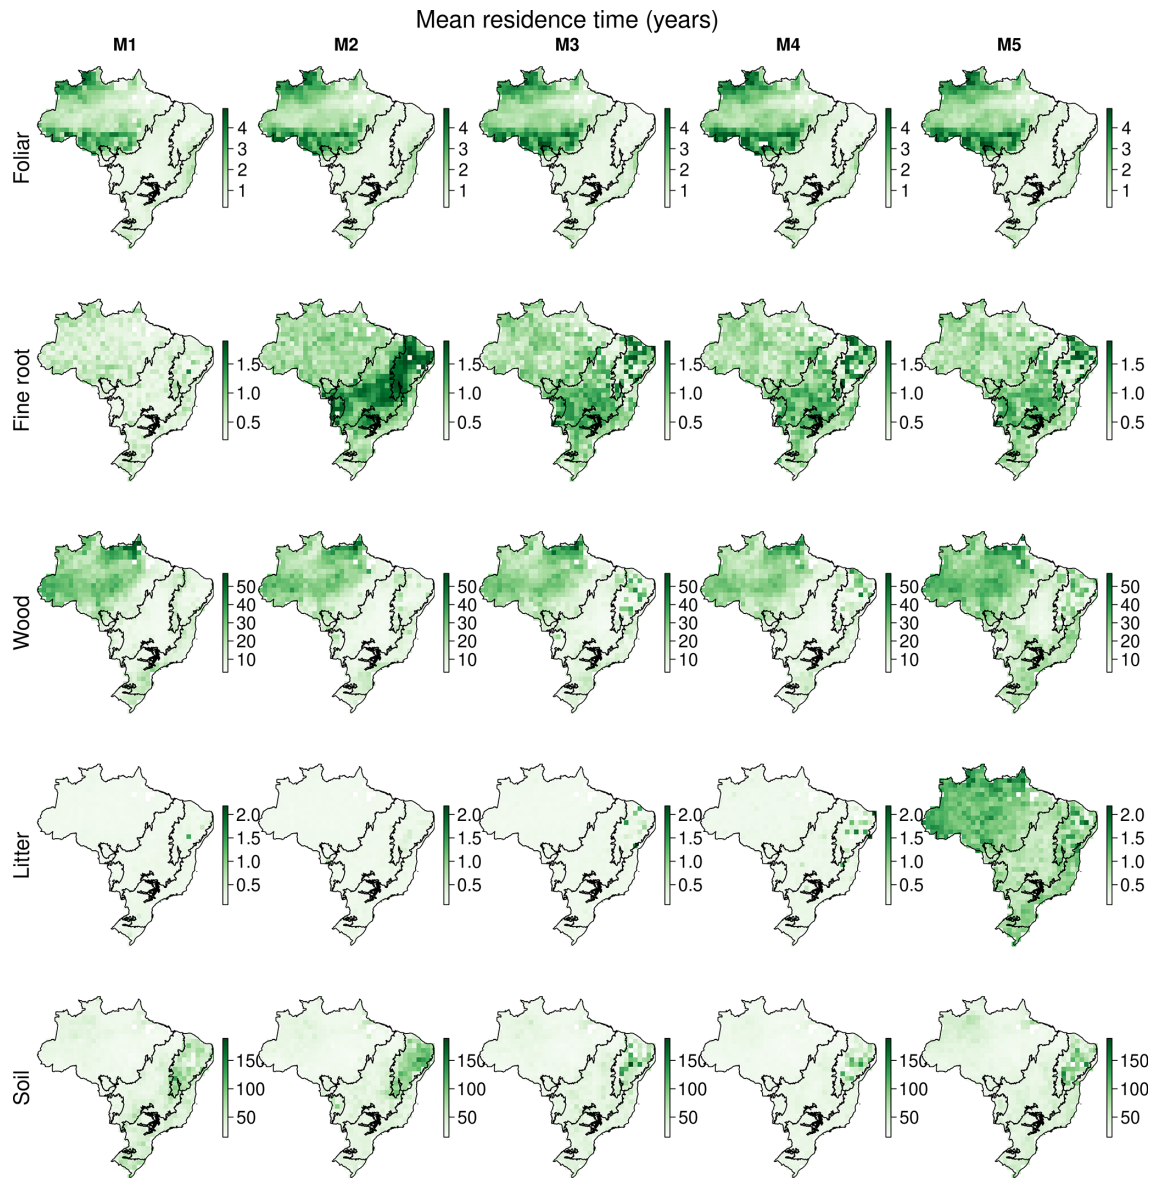 Mean residence time (years)
M1 M2 M3 M4 M5
Foliar
4 4 4 4 4
3 3 3 3 3
2 2 2 2 2
1 1 1 1 1
Fine root
1.5 1.5 1.5 1.5 1.5
1.0 1.0 1.0 1.0 1.0
0.5 0.5 0.5 0.5 0.5
Wood
50 50 50 50 50
40 40 40 40 40
30 30 30 30 30
20 20 20 20 20
10 10 10 10 10
Litter
2.0 2.0 2.0 2.0 2.0
1.5 1.5 1.5 1.5 1.5
1.0 1.0 1.0 1.0 1.0
0.5 0.5 0.5 0.5 0.5
Soil
150 150 150 150 150
100 100 100 100 100
50 50 50 50 50